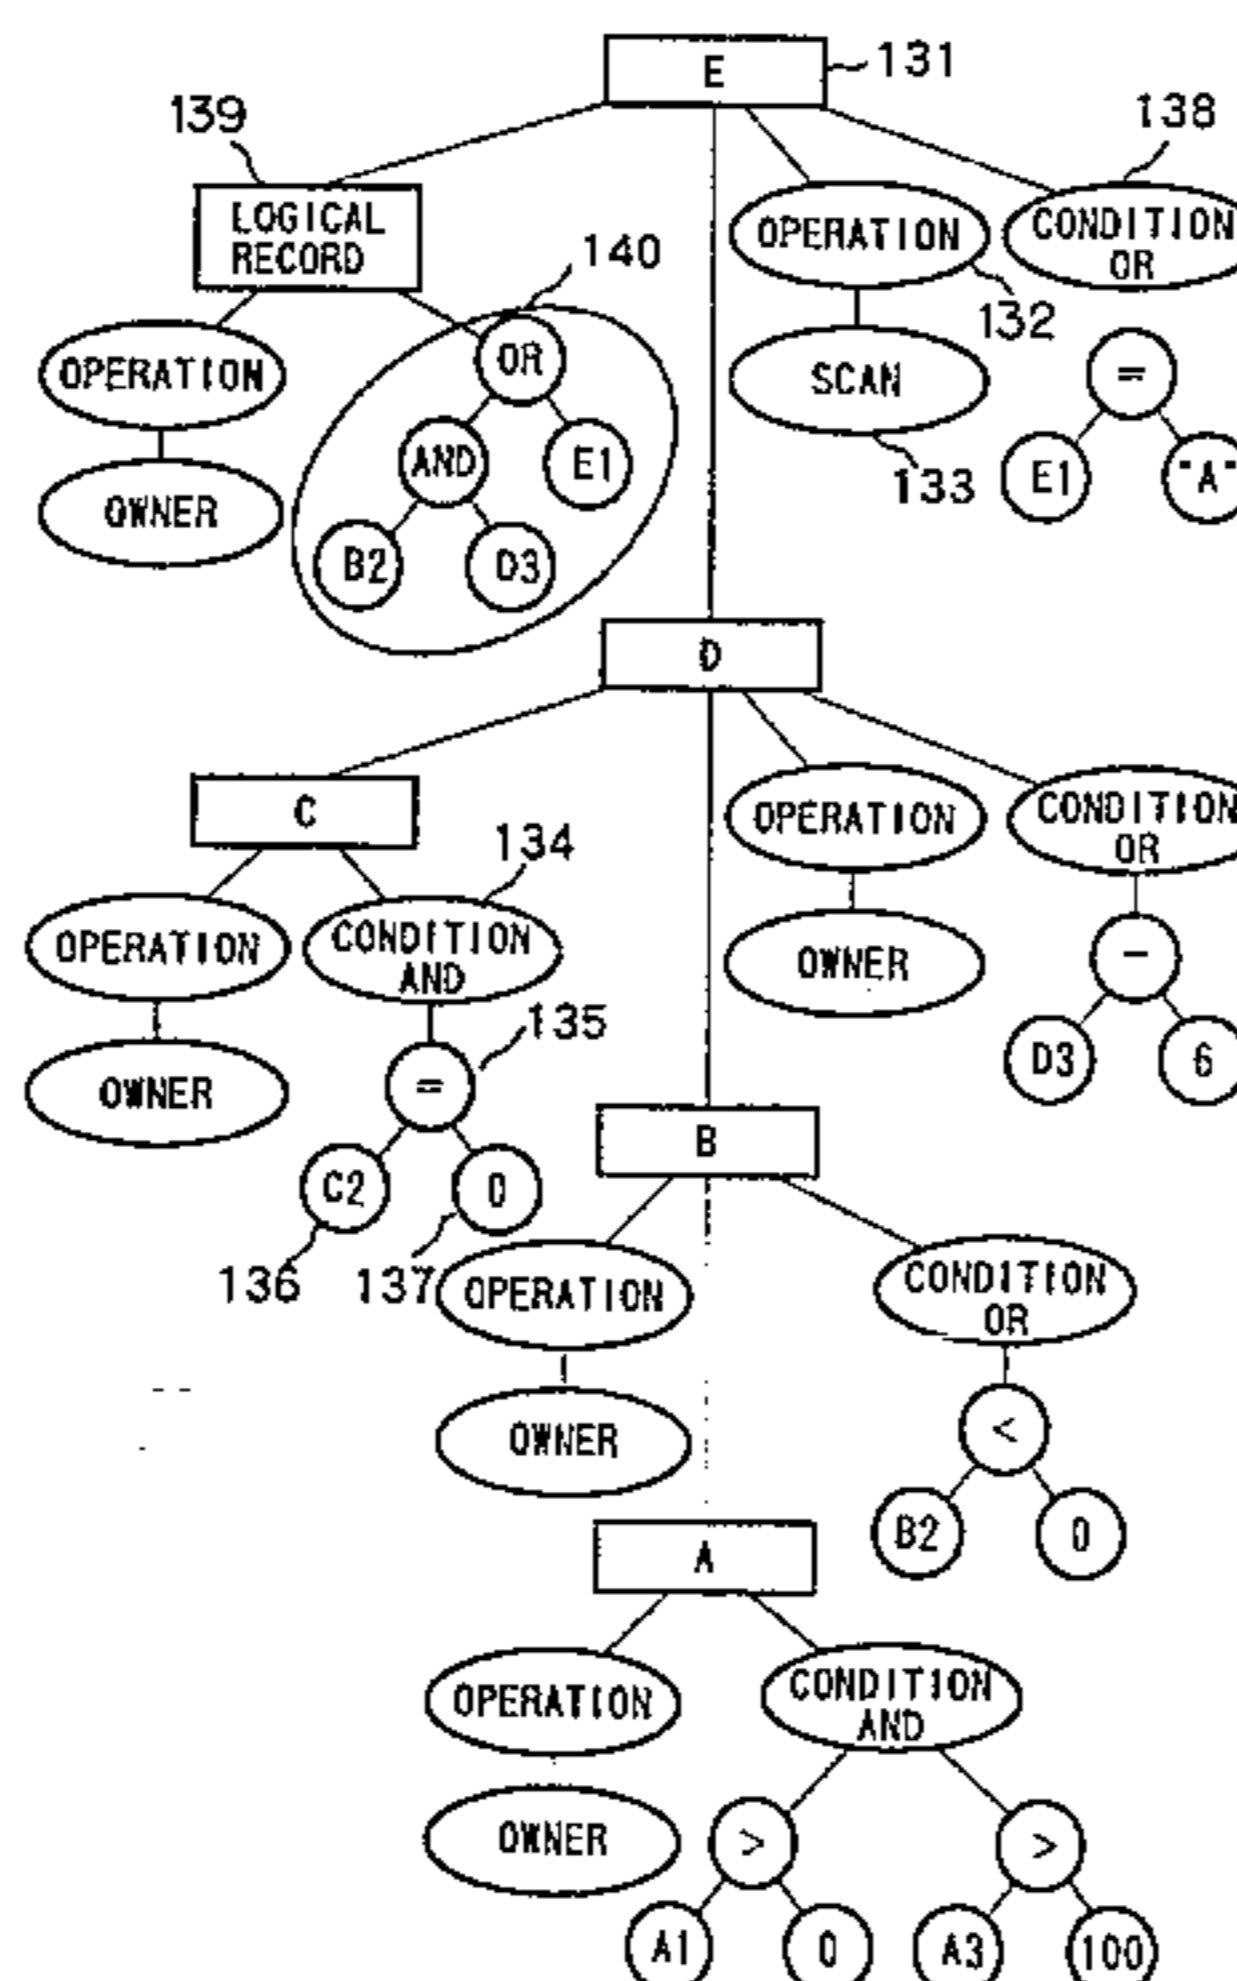 E
131
139
138
LOGICAL
RECORD
OPERATION
CONDITION
OR
140
132
OPERATION
OR
SCAN
=
AND
E1
133
E1
"A"
OWNER
B2
D3
D
C
OPERATION
CONDITION
OR
134
OPERATION
CONDITION
AND
OWNER
-
135
D3
6
OWNER
=
B
C2
0
136
137
OPERATION
CONDITION
OR
OWNER
<
B2
0
A
OPERATION
CONDITION
AND
OWNER
>
>
A1
0
A3
100